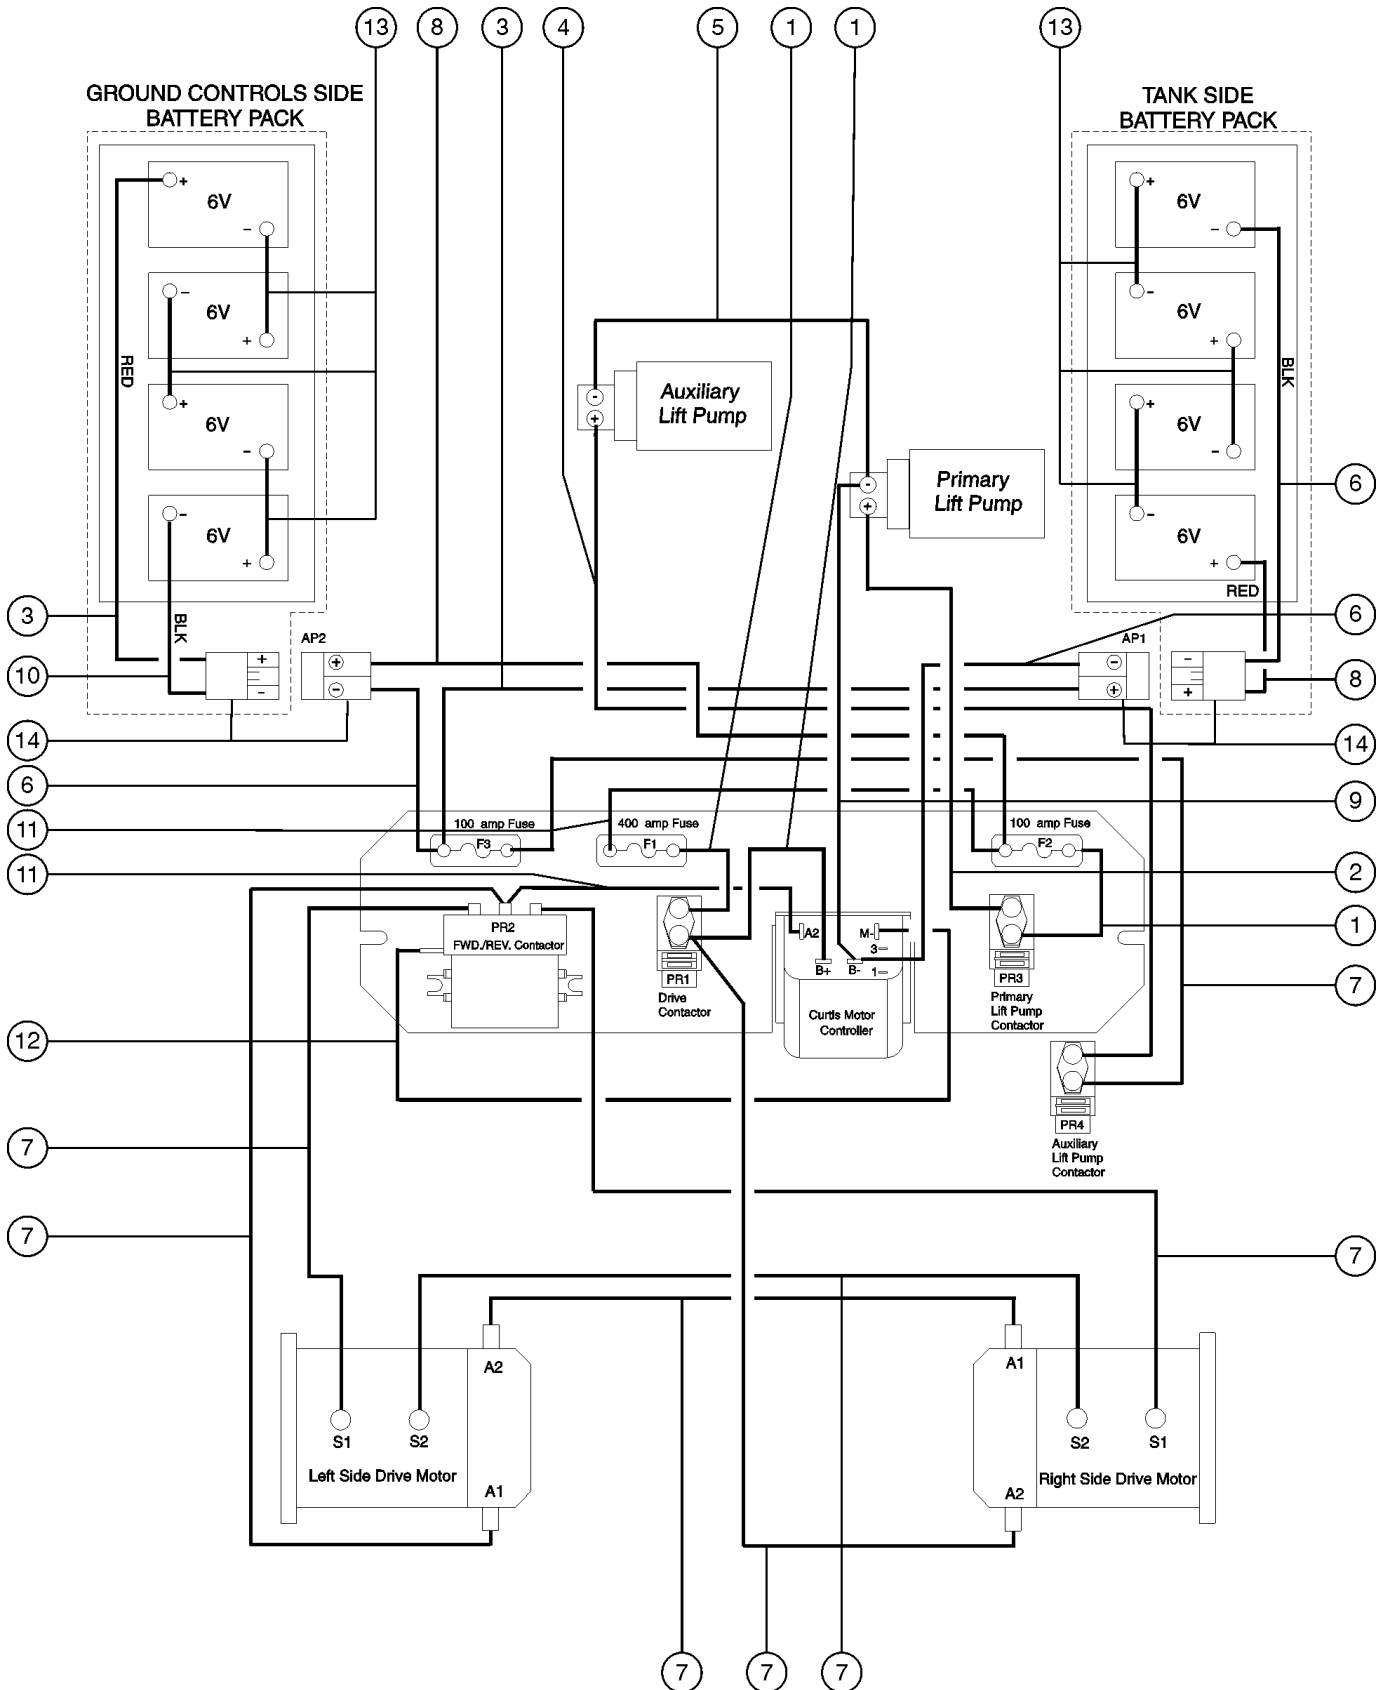 13
8
3
4
5
1
1
13
GROUND CONTROLS SIDE
BATTERY PACK
TANK SIDE
BATTERY PACK
+
6V
-
-
6V
+
+
6V
-
-
6V
+
RED
BLK
+
6V
-
-
6V
+
+
6V
-
-
6V
+
BLK
RED
Auxiliary
Lift Pump
-
+
Primary
Lift Pump
-
+
3
10
14
6
11
11
6
8
14
9
2
1
7
+
-
AP2
+
-
AP1
-
+
-
+
100 amp Fuse
F3
400 amp Fuse
F1
100 amp Fuse
F2
PR2
FWD./REV. Contactor
PR1
Drive
Contactor
A2
M-
3
B+
B-
1
Curtis Motor
Controller
PR3
Primary
Lift Pump
Contactor
12
PR4
Auxiliary
Lift Pump
Contactor
7
7
7
A2
S1
S2
Left Side Drive Motor
A1
A1
S2
S1
Right Side Drive Motor
A2
7
7
7